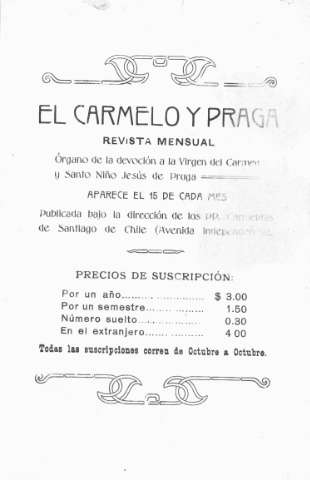 EL CARMELO Y PRAGA
REVISTA MENSUAL
Órgano de la devoción a la Virgen del Carmen
y Santo Niño Jesús de Praga
APARECE EL 15 DE CADA MES
Publicada bajo la dirección de los PP. Carmelitas
de Santiago de Chile (Avenida Independencia
PRECIOS DE SUSCRIPCIÓN:
Por un año........................ $ 3.00
Por un semestre................. 1.50
Número suelto................... 0.30
En el extranjero................. 4 00
Todas las suscripciones corren de Octubre a Octubre.